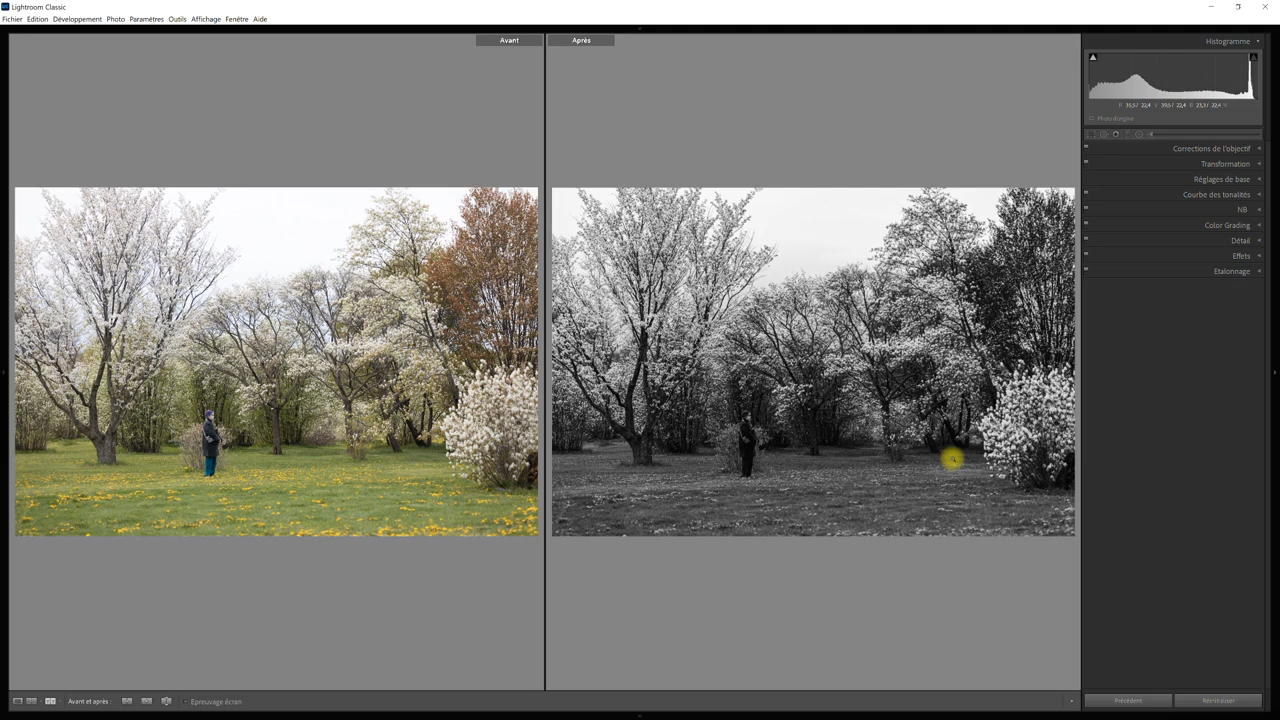 Lightroom Classic
Fichier Edition Développement Photo Paramètres Outils Affichage Fenêtre Aide
Avant
Après
Histogramme
Photo d'origine
Corrections de l'objectif
Transformation
Réglages de base
Courbe des tonalités
NB
Color Grading
Détail
Effets
Etalonnage
Avant et après :
Epreuvage écran
Précédent
Réinitialiser